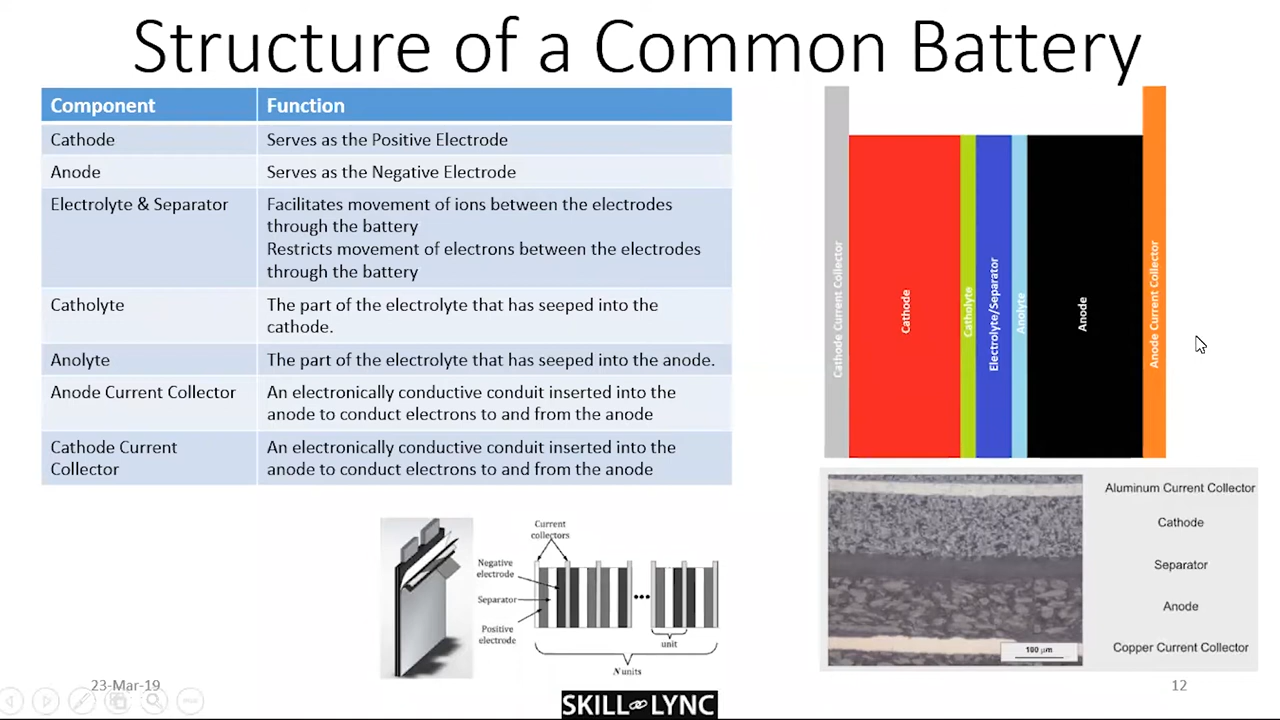 Structure of a Common Battery
Component Function
Cathode Serves as the Positive Electrode
Anode Serves as the Negative Electrode
Electrolyte & Separator Facilitates movement of ions between the electrodes
through the battery
Restricts movement of electrons between the electrodes
through the battery
Catholyte The part of the electrolyte that has seeped into the
cathode
Anolyte The part of the electrolyte that has seeped into the anode.
Anode Current Collector An electronically conductive conduit inserted into the
anode to conduct electrons to and from the anode
Cathode Current An electronically conductive conduit inserted into the
Collector anode to conduct electrons to and from the anode
Cathode Current Collector
Cathode
Catholyte
Electrolyte/Separator
Anolyte
Anode
Anode Current Collector
Current
collectors
Negative
electrode
Separator
Positive
electrode
unit
N units
Aluminum Current Collector
Cathode
Separator
Anode
Copper Current Collector
100 µm
23-Mar-19
12
SKILL LYNC